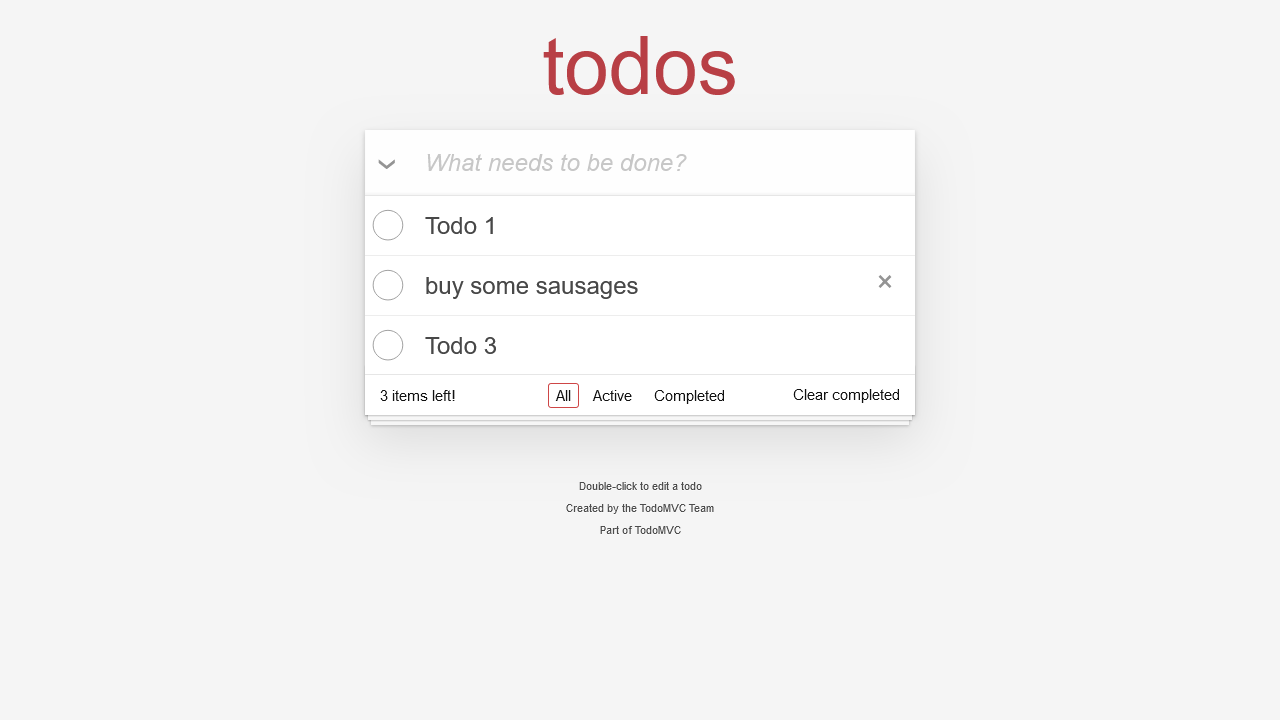 todos
What needs to be done?
Todo 1
buy some sausages
Todo 3
3 items left!
All
Active
Completed
Clear completed
Double-click to edit a todo
Created by the TodoMVC Team
Part of TodoMVC